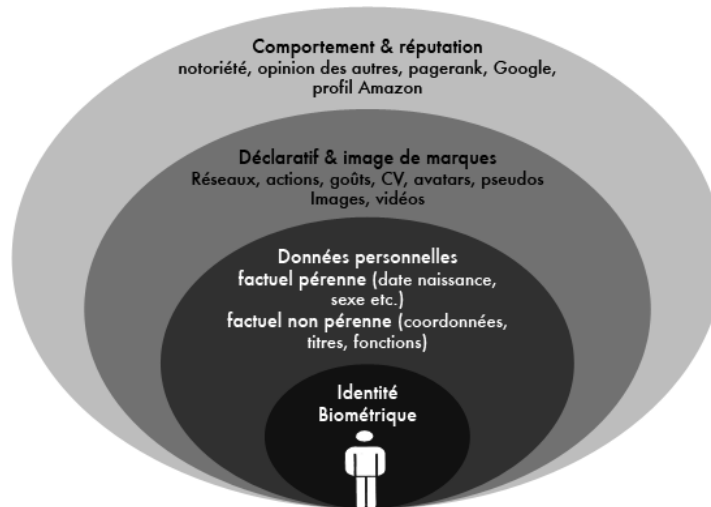 Comportement & réputation
notoriété, opinion des autres, pagerank, Google,
profil Amazon
Déclaratif & image de marques
Réseaux, actions, goûts, CV, avatars, pseudos
Images, vidéos
Données personnelles
factuel pérenne (date naissance,
sexe etc.)
factuel non pérenne (coordonnées,
titres, fonctions)
Identité
Biométrique